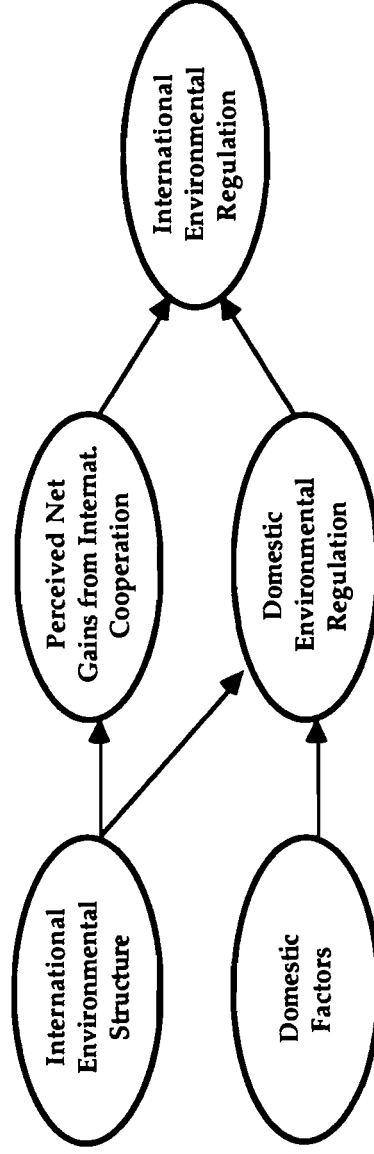 International
Environmental
Structure
Domestic
Factors
Perceived Net
Gains from Internat.
Cooperation
Domestic
Environmental
Regulation
International
Environmental
Regulation